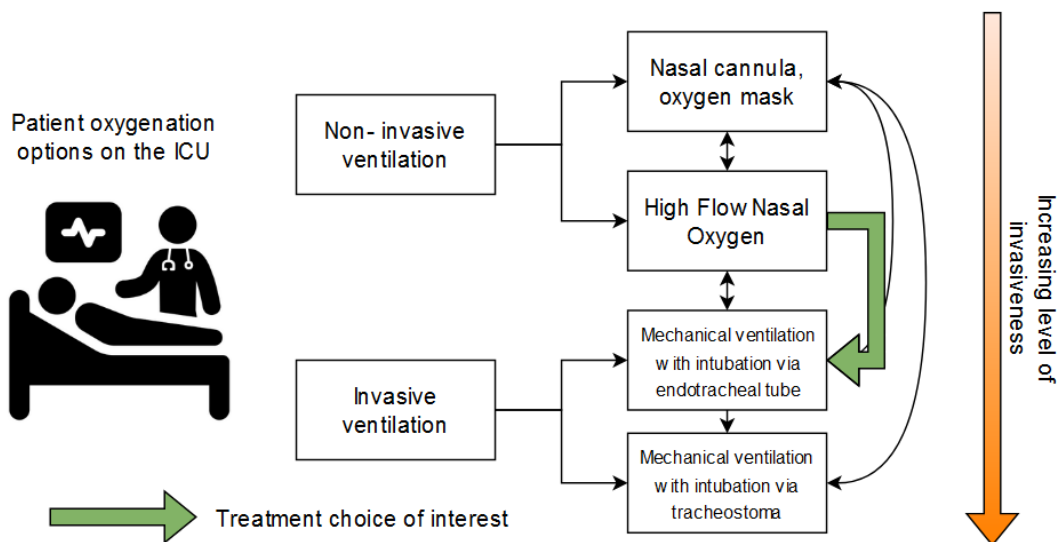 Patient oxygenation
options on the ICU
Non- invasive
ventilation
Invasive
ventilation
Nasal cannula,
oxygen mask
High Flow Nasal
Oxygen
Mechanical ventilation
with intubation via
endotracheal tube
Mechanical ventilation
with intubation via
tracheostoma
Increasing level of
invasiveness
Treatment choice of interest